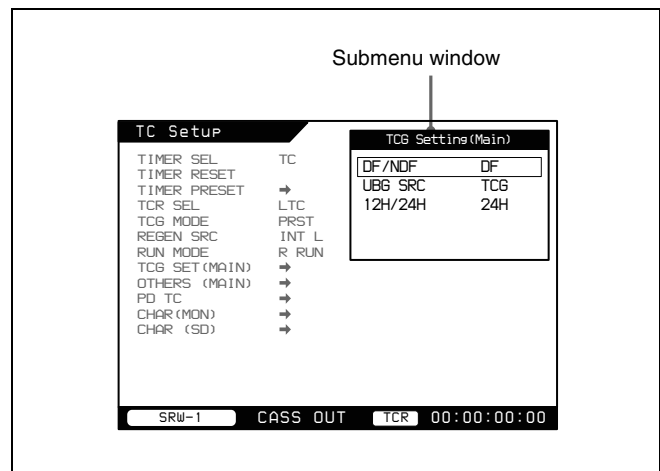 Submenu window
TC Setup
TCG Setting(Main)
TIMER SEL TC
TIMER RESET
TIMER PRESET ➔
TCR SEL LTC
TCG MODE PRST
REGEN SRC INT L
RUN MODE R RUN
TCG SET(MAIN) ➔
OTHERS (MAIN) ➔
PD TC ➔
CHAR(MON) ➔
CHAR (SD) ➔
DF/NDF DF
UBG SRC TCG
12H/24H 24H
SRW-1 CASS OUT TCR 00:00:00:00